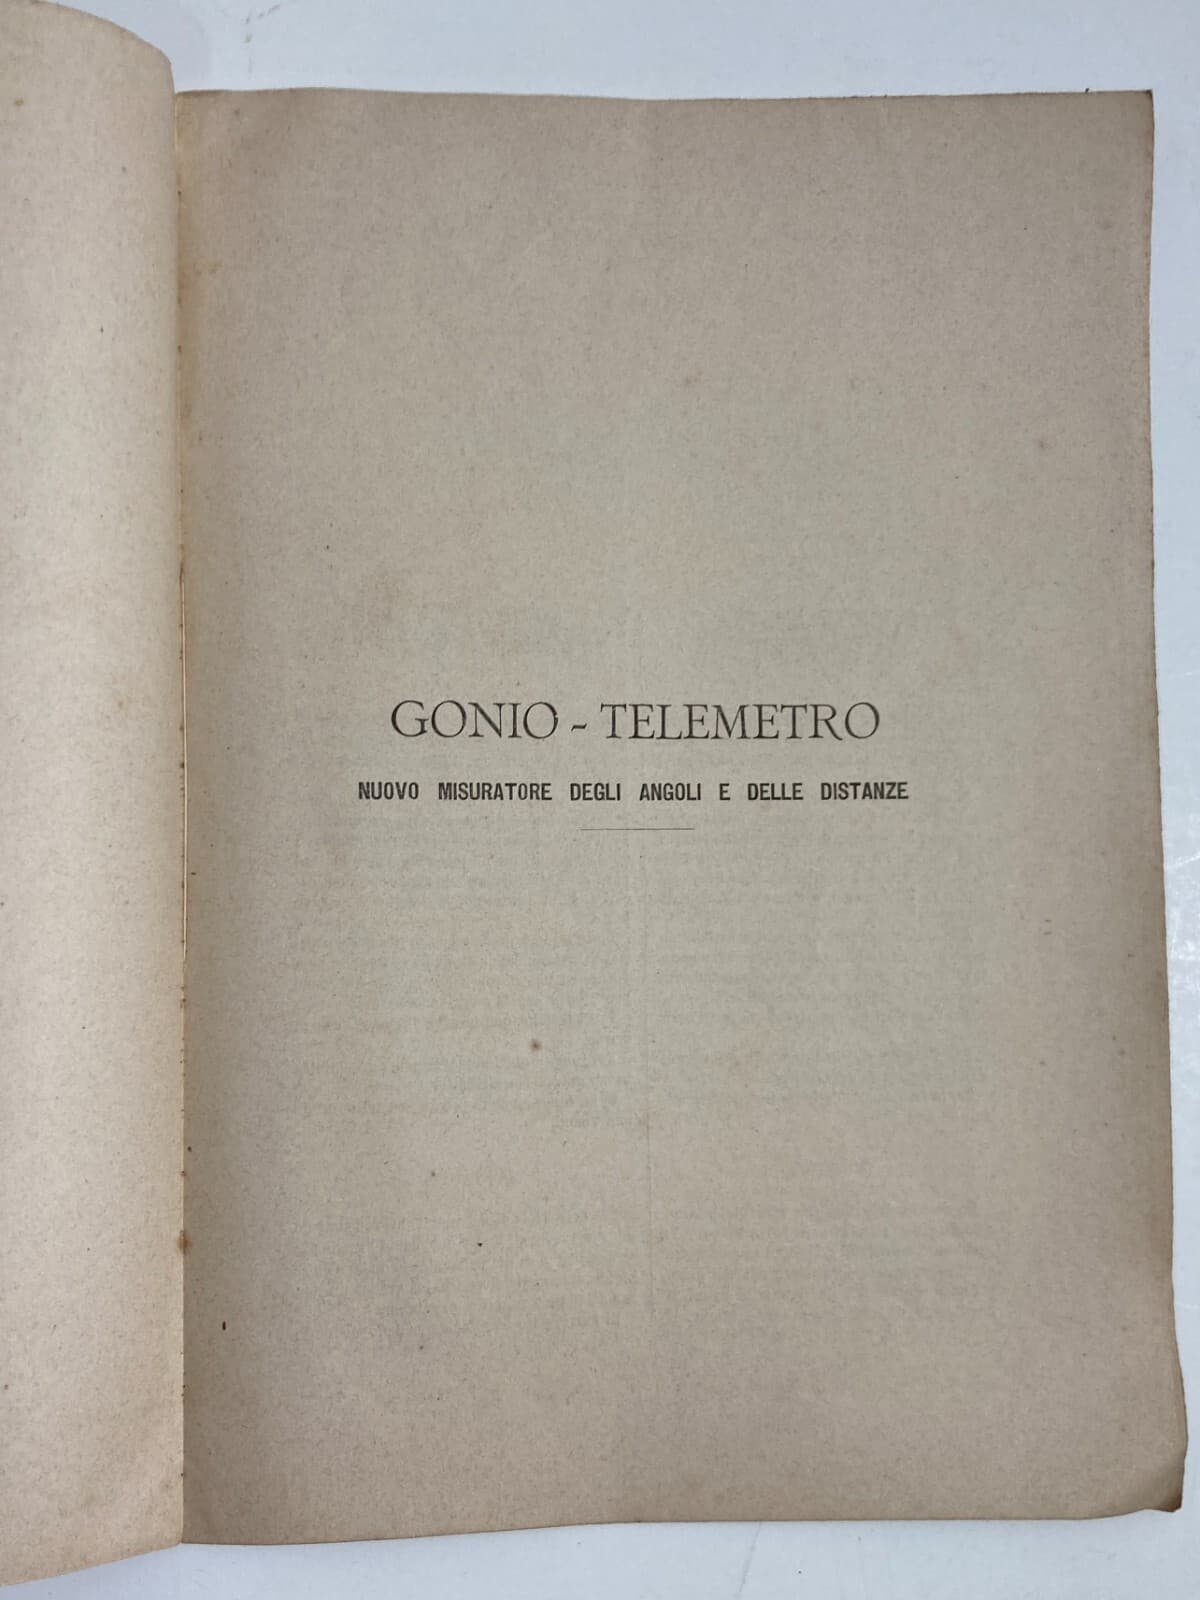 GONIO - TELEMETRO
NUOVO MISURATORE DEGLI ANGOLI E DELLE DISTANZE